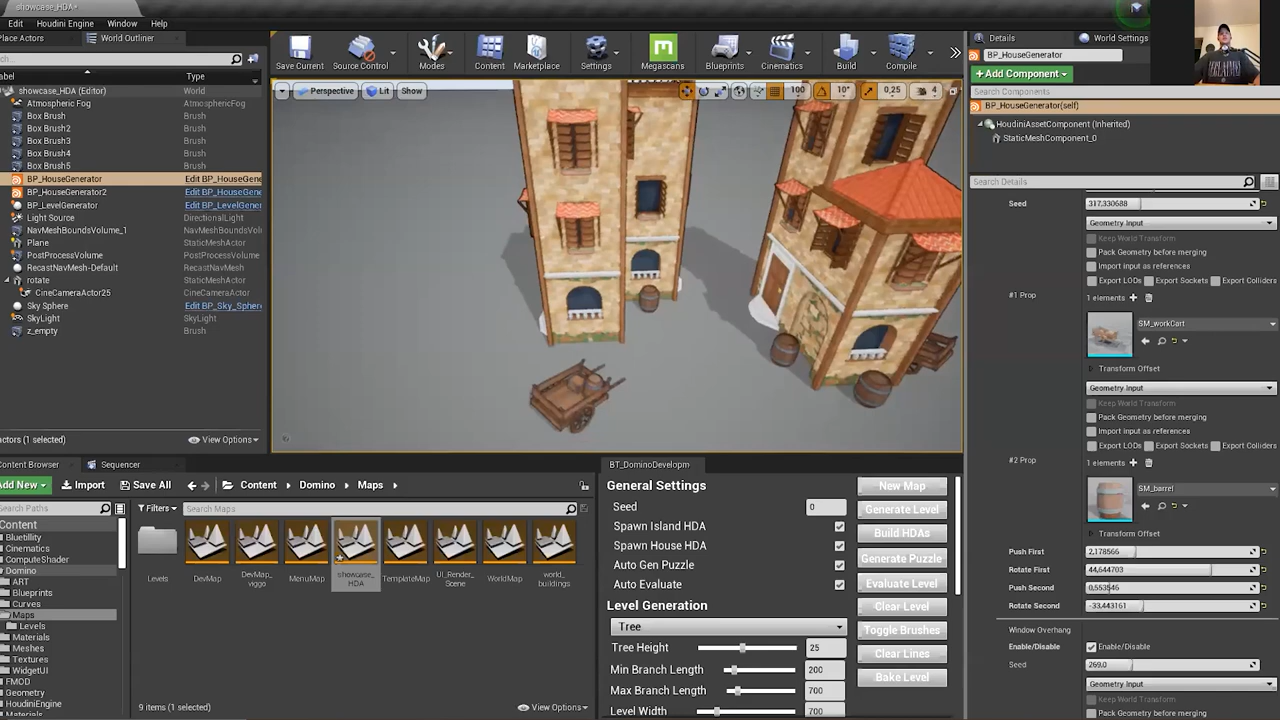 showcase_HDA*
Edit Houdini Engine Window Help
Place Actors World Outliner
Save Current Source Control Modes Content Marketplace Settings Megascans Blueprints Cinematics Build Compile
Perspective Lit Show 100 10° 0,25 4
abel Type
showcase_HDA (Editor) World
Atmospheric Fog AtmosphericFog
Box Brush Brush
Box Brush2 Brush
Box Brush3 Brush
Box Brush4 Brush
Box Brush5 Brush
BP_HouseGenerator Edit BP_HouseGene
BP_HouseGenerator2 Edit BP_HouseGene
BP_LevelGenerator Edit BP_LevelGener
Light Source DirectionalLight
NavMeshBoundsVolume_1 NavMeshBoundsVolu
Plane StaticMeshActor
PostProcessVolume PostProcessVolume
RecastNavMesh-Default RecastNavMesh
rotate StaticMeshActor
CineCameraActor25 CineCameraActor
Sky Sphere Edit BP_Sky_Sphere
SkyLight SkyLight
z_empty Brush
actors (1 selected) View Options
Content Browser Sequencer
Add New Import Save All Content Domino Maps
Search Paths Filters Search Maps
Content
Bluetility
Cinematics
ComputeShader
Domino
ART
Blueprints
Curves
Maps
Levels
Materials
Meshes
Textures
WidgetUI
FMOD
Geometry
HoudiniEngine
Materials
Levels DevMap DevMap_viggo MenuMap showcase_HDA TemplateMap UI_Render_Scene WorldMap world_buildings
9 items (1 selected) View Options
BT_DominoDevelopm
General Settings
Seed 0
Spawn Island HDA
Spawn House HDA
Auto Gen Puzzle
Auto Evaluate
Level Generation
Tree
Tree Height 25
Min Branch Length 200
Max Branch Length 700
Level Width 700
New Map
Generate Level
Build HDAs
Generate Puzzle
Evaluate Level
Clear Level
Toggle Brushes
Clear Lines
Bake Level
Details World Settings
BP_HouseGenerator
Add Component
Search Components
BP_HouseGenerator(self)
HoudiniAssetComponent (Inherited)
StaticMeshComponent_0
Search Details
Seed 317,330688
Geometry Input
Keep World Transform
Pack Geometry before merging
Import input as references
Export LODs Export Sockets Export Colliders
#1 Prop 1 elements
SM_workCart
Transform Offset
Geometry Input
Keep World Transform
Pack Geometry before merging
Import input as references
Export LODs Export Sockets Export Colliders
#2 Prop 1 elements
SM_barrel
Transform Offset
Push First 2,178566
Rotate First 44,644703
Push Second 0,553546
Rotate Second -33,443161
Window Overhang
Enable/Disable Enable/Disable
Seed 269,0
Geometry Input
Keep World Transform
Pack Geometry before merging